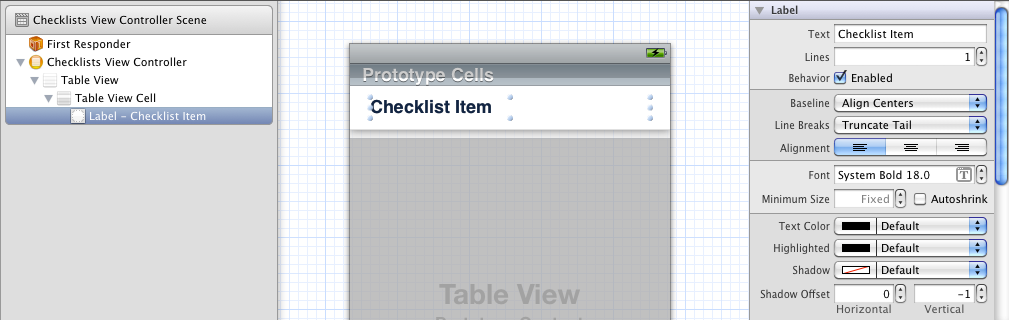 Checklists View Controller Scene
First Responder
Checklists View Controller
Table View
Table View Cell
Label – Checklist Item
Prototype Cells
Checklist Item
Table View
Prototype Content
Label
Text Checklist Item
Lines 1
Behavior Enabled
Baseline Align Centers
Line Breaks Truncate Tail
Alignment
Font System Bold 18.0 T
Minimum Size Fixed Autoshrink
Text Color Default
Highlighted Default
Shadow Default
Shadow Offset 0 -1
Horizontal Vertical